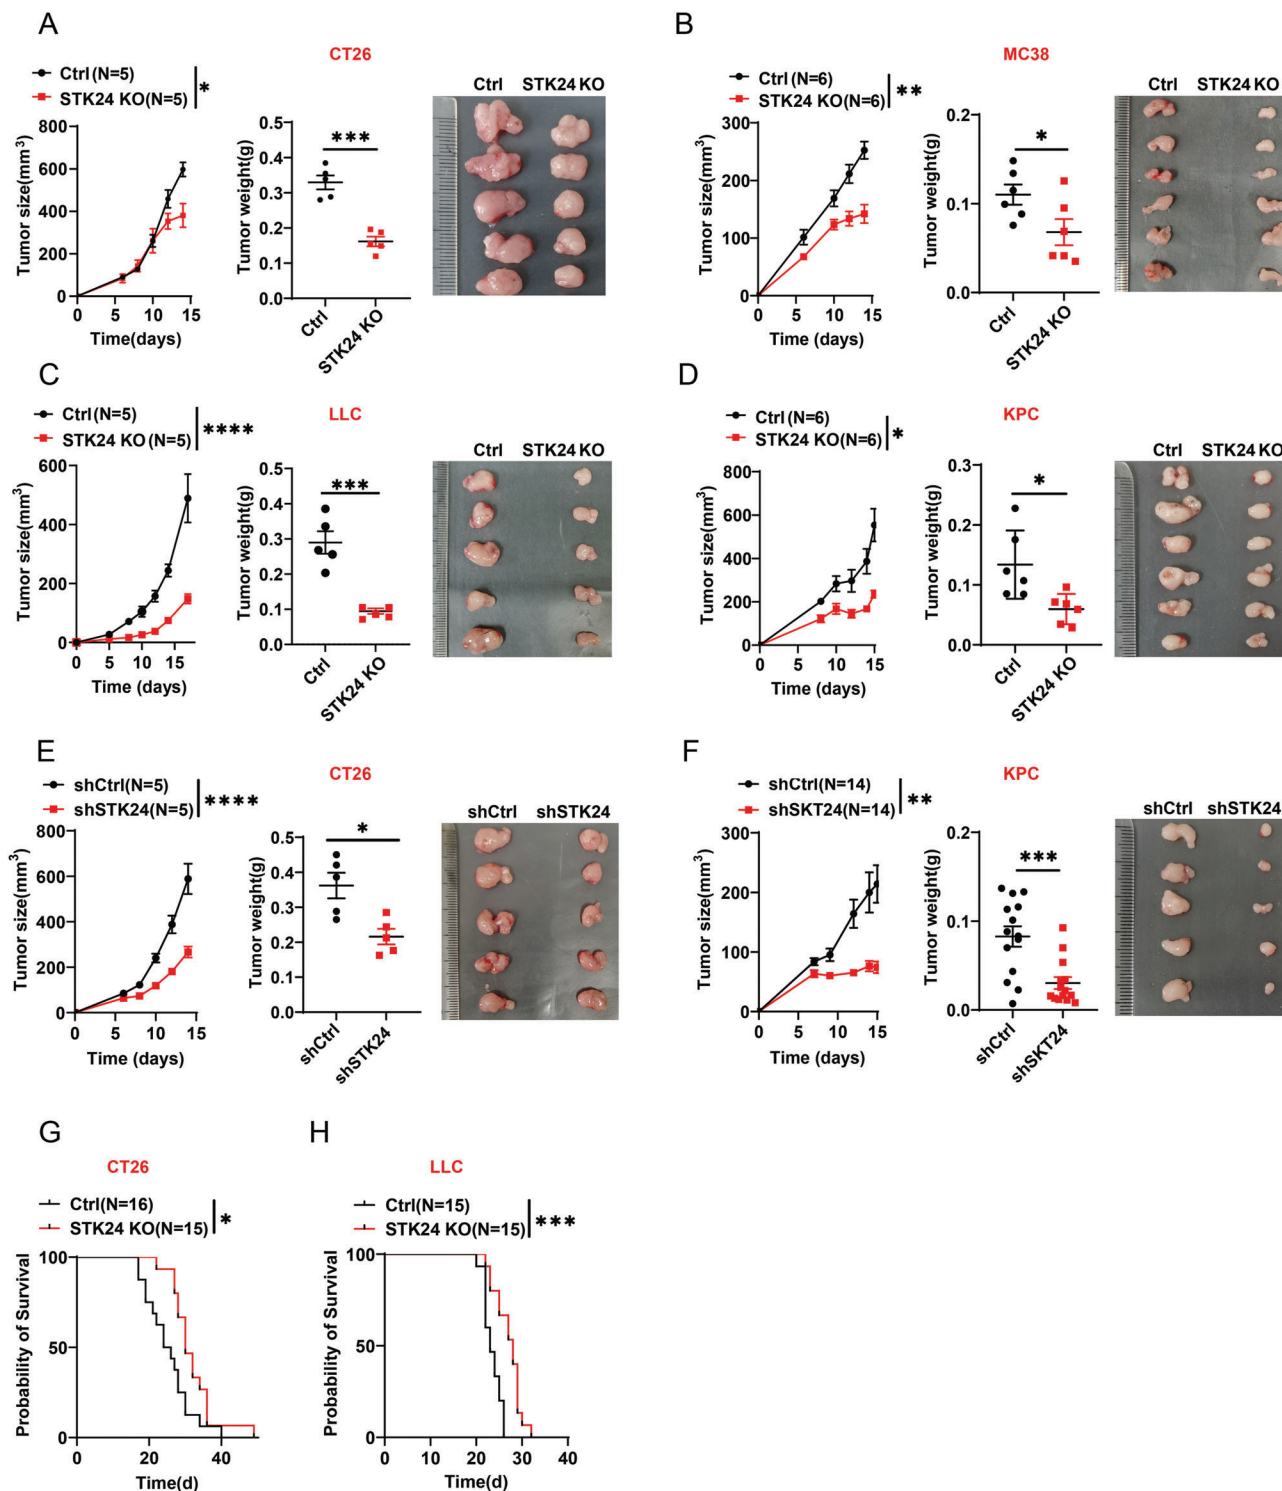 A
CT26
Ctrl(N=5)
STK24 KO(N=5)
*
Tumor size(mm3)
800
600
400
200
0
0 5 10 15
Time(days)
Tumor weight(g)
0.5
0.4
0.3
0.2
0.1
0.0
***
Ctrl
STK24 KO
Ctrl STK24 KO
B
MC38
Ctrl(N=6)
STK24 KO(N=6)
**
Tumor size(mm3)
300
200
100
0
0 5 10 15
Time (days)
Tumor weight(g)
0.2
0.1
0.0
*
Ctrl
STK24 KO
Ctrl STK24 KO
C
LLC
Ctrl(N=5)
STK24 KO(N=5)
****
Tumor size(mm3)
600
400
200
0
0 5 10 15
Time (days)
Tumor weight(g)
0.5
0.4
0.3
0.2
0.1
0.0
***
Ctrl
STK24 KO
Ctrl STK24 KO
D
KPC
Ctrl(N=6)
STK24 KO(N=6)
*
Tumor size(mm3)
800
600
400
200
0
0 5 10 15
Time (days)
Tumor weight(g)
0.3
0.2
0.1
0.0
*
Ctrl
STK24 KO
Ctrl STK24 KO
E
CT26
shCtrl(N=5)
shSTK24(N=5)
****
Tumor size(mm3)
800
600
400
200
0
0 5 10 15
Time (days)
Tumor weight(g)
0.5
0.4
0.3
0.2
0.1
0.0
*
shCtrl
shSTK24
shCtrl shSTK24
F
KPC
shCtrl(N=14)
shSKT24(N=14)
**
Tumor size(mm3)
300
200
100
0
0 5 10 15
Time (days)
Tumor weight(g)
0.2
0.1
0.0
***
shCtrl
shSKT24
shCtrl shSTK24
G
CT26
Ctrl(N=16)
STK24 KO(N=15)
*
Probability of Survival
100
50
0
0 20 40
Time(d)
H
LLC
Ctrl(N=15)
STK24 KO(N=15)
***
Probability of Survival
100
50
0
0 10 20 30 40
Time(d)